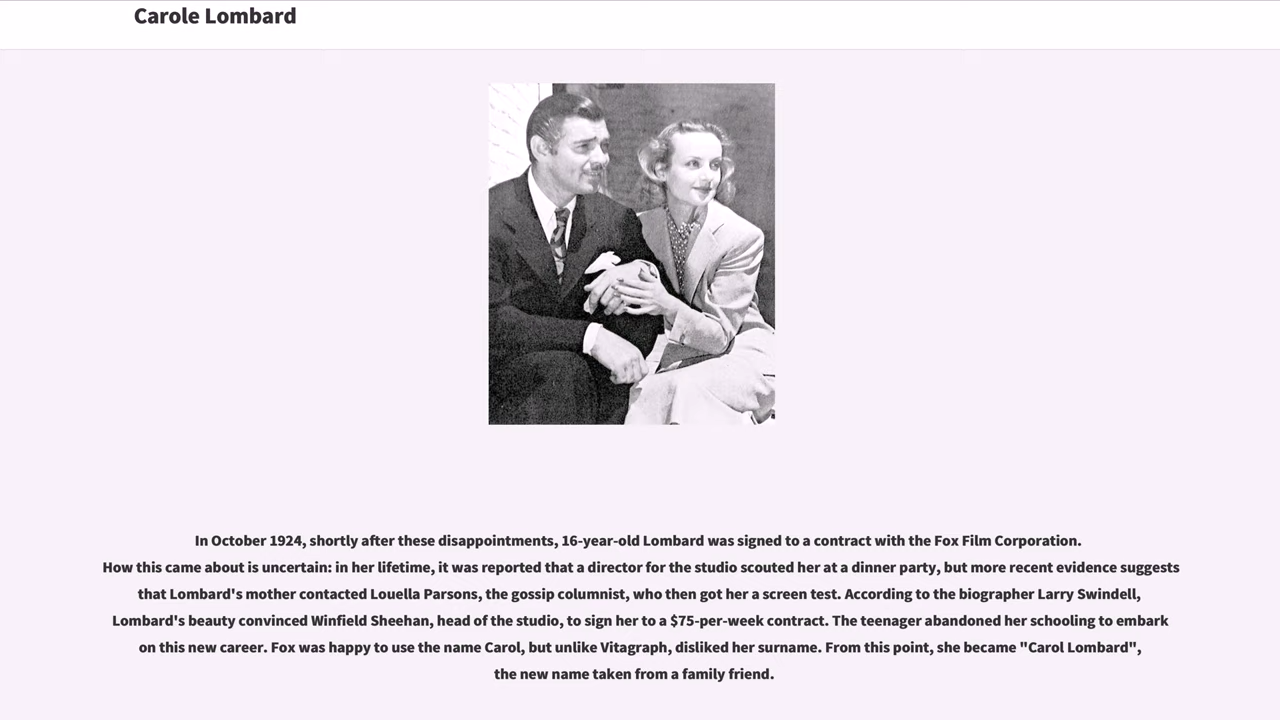 Carole Lombard
In October 1924, shortly after these disappointments, 16-year-old Lombard was signed to a contract with the Fox Film Corporation.
How this came about is uncertain: in her lifetime, it was reported that a director for the studio scouted her at a dinner party, but more recent evidence suggests
that Lombard's mother contacted Louella Parsons, the gossip columnist, who then got her a screen test. According to the biographer Larry Swindell,
Lombard's beauty convinced Winfield Sheehan, head of the studio, to sign her to a $75-per-week contract. The teenager abandoned her schooling to embark
on this new career. Fox was happy to use the name Carol, but unlike Vitagraph, disliked her surname. From this point, she became "Carol Lombard",
the new name taken from a family friend.